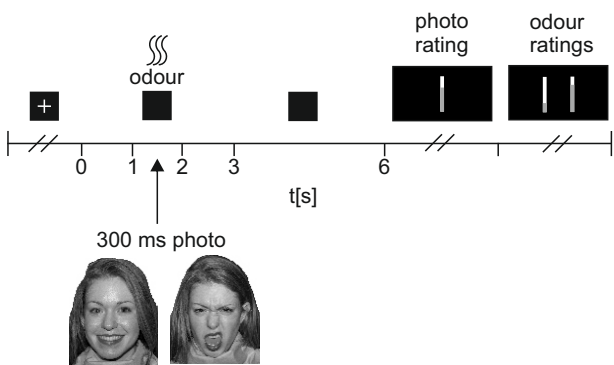 photo
rating
odour
ratings
odour
0 1 2 3 6
t[s]
300 ms photo